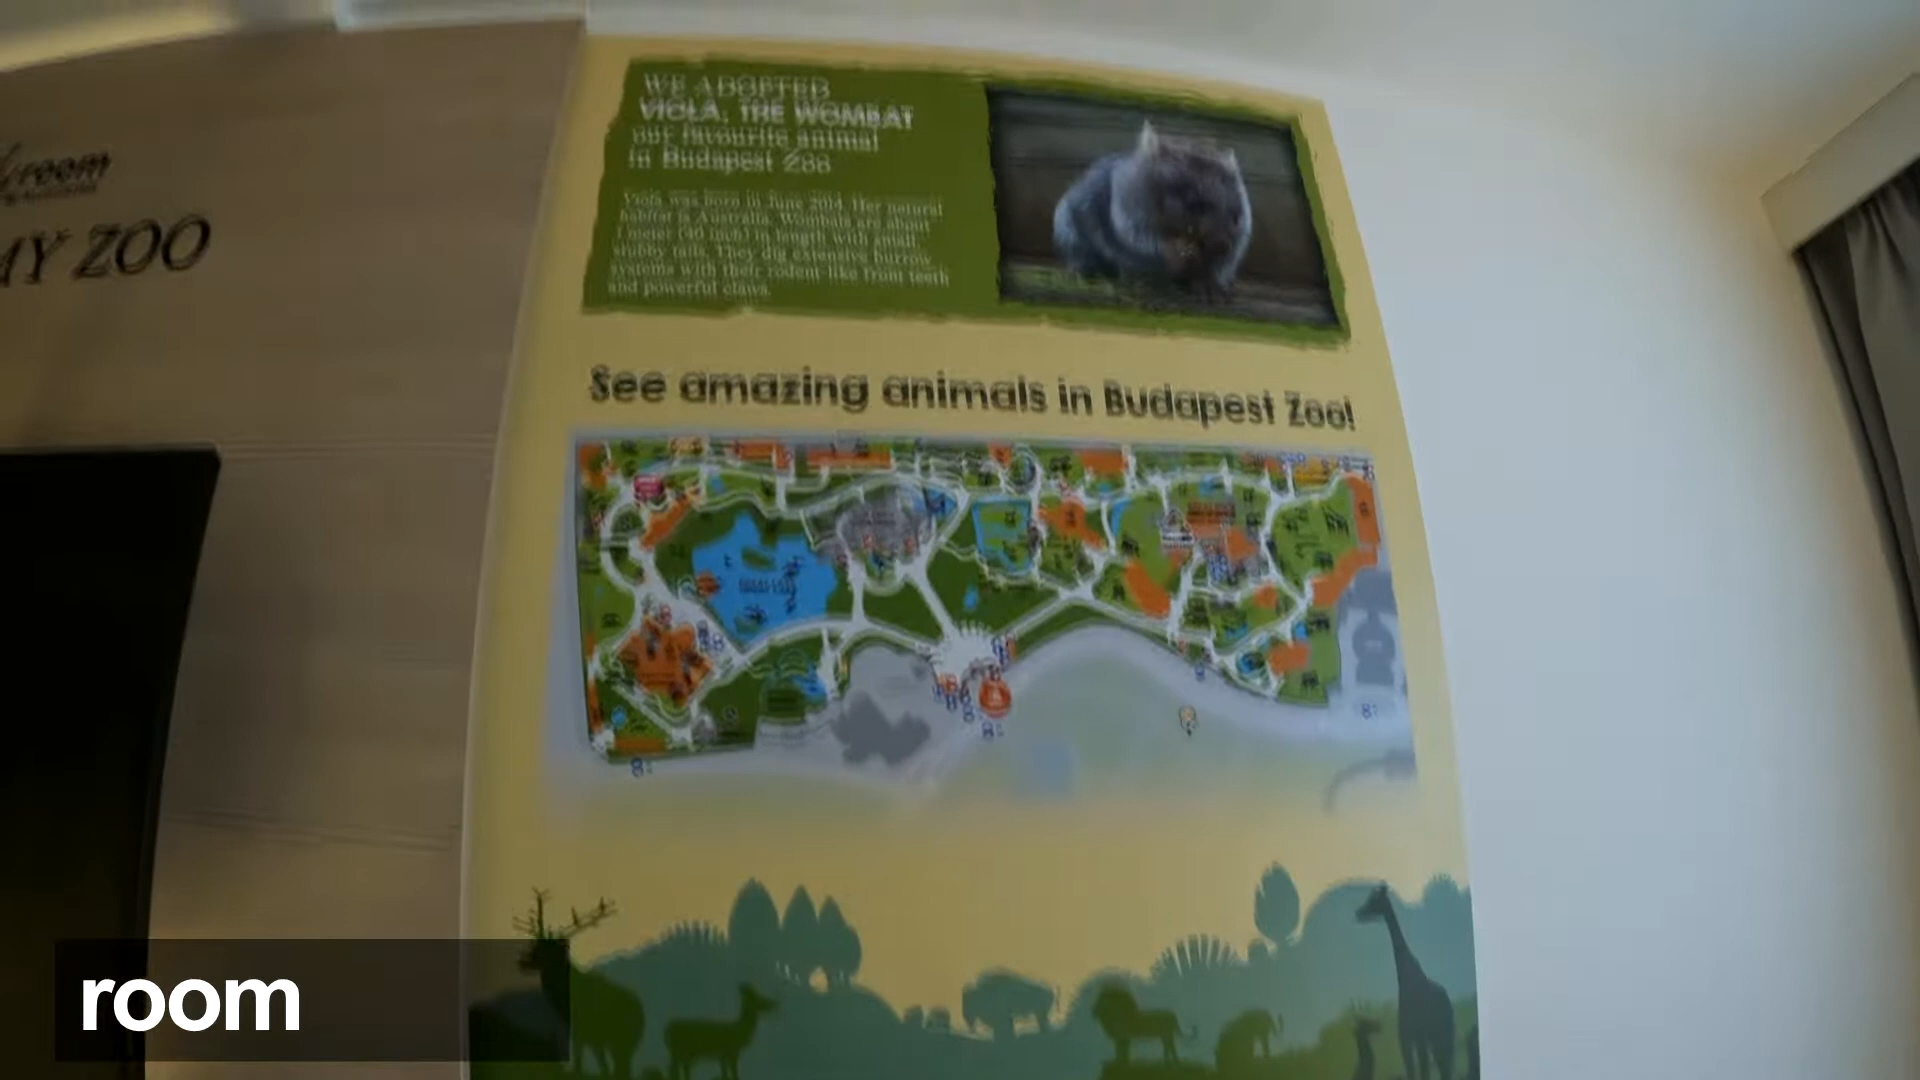 room
MY ZOO
WE ADOPTED
VIOLA, THE WOMBAT
our favourite animal
in Budapest Zoo
Viola was born in June 2014. Her natural
habitat is Australia. Wombats are about
1 meter (40 inch) in length with small,
stubby tails. They dig extensive burrow
systems with their rodent-like front teeth
and powerful claws.
See amazing animals in Budapest Zoo!
room